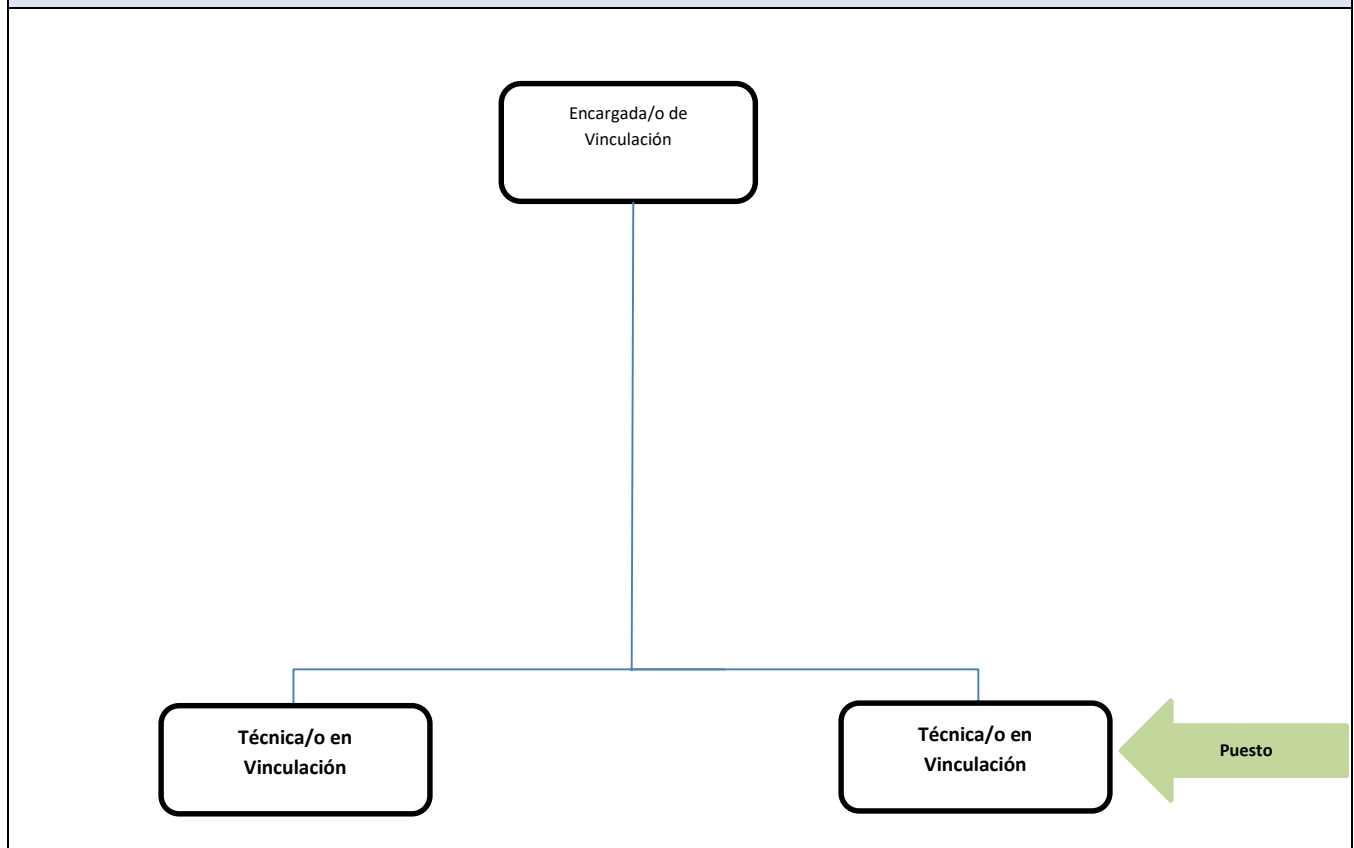 Encargada/o de
Vinculación
Técnica/o en
Vinculación
Técnica/o en
Vinculación
Puesto